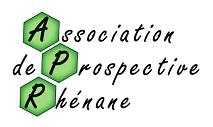 Association
de Prospective
Rhénane